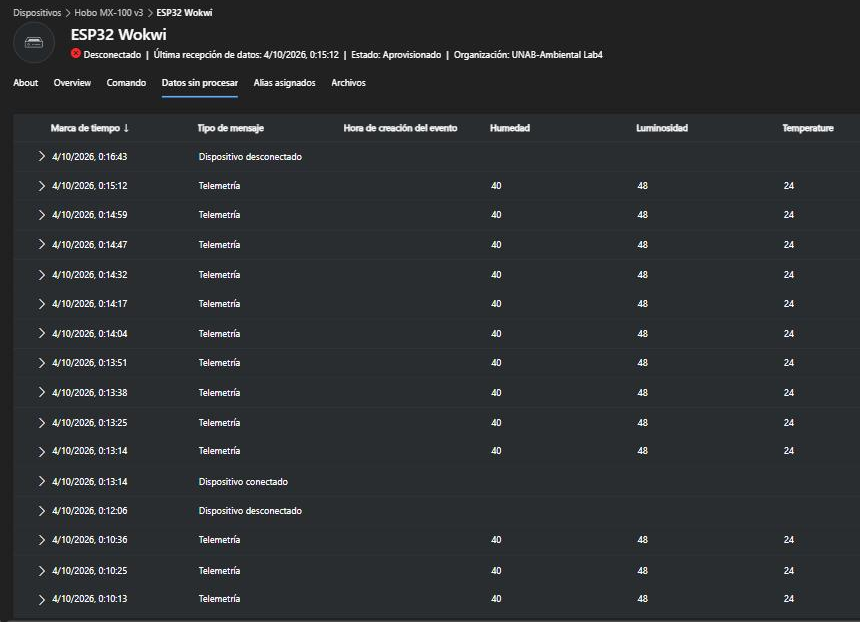 Dispositivos > Hobo MX-100 v3 > ESP32 Wokwi
ESP32 Wokwi
Desconectado | Última recepción de datos: 4/10/2026, 0:15:12 | Estado: Aprovisionado | Organización: UNAB-Ambiental Lab4
About Overview Comando Datos sin procesar Alias asignados Archivos
Marca de tiempo ↓ Tipo de mensaje Hora de creación del evento Humedad Luminosidad Temperature
4/10/2026, 0:16:43 Dispositivo desconectado
4/10/2026, 0:15:12 Telemetría 40 48 24
4/10/2026, 0:14:59 Telemetría 40 48 24
4/10/2026, 0:14:47 Telemetría 40 48 24
4/10/2026, 0:14:32 Telemetría 40 48 24
4/10/2026, 0:14:17 Telemetría 40 48 24
4/10/2026, 0:14:04 Telemetría 40 48 24
4/10/2026, 0:13:51 Telemetría 40 48 24
4/10/2026, 0:13:38 Telemetría 40 48 24
4/10/2026, 0:13:25 Telemetría 40 48 24
4/10/2026, 0:13:14 Telemetría 40 48 24
4/10/2026, 0:13:14 Dispositivo conectado
4/10/2026, 0:12:06 Dispositivo desconectado
4/10/2026, 0:10:36 Telemetría 40 48 24
4/10/2026, 0:10:25 Telemetría 40 48 24
4/10/2026, 0:10:13 Telemetría 40 48 24